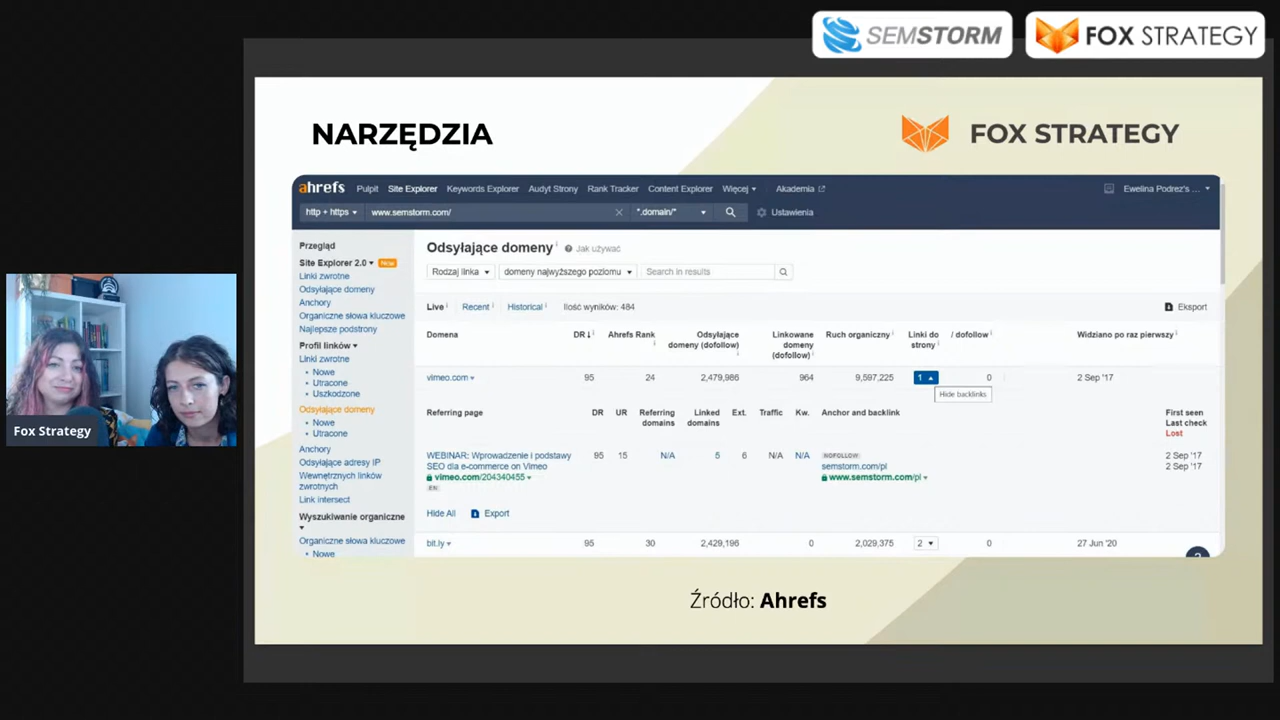 SEMSTORM
FOX STRATEGY
NARZĘDZIA
FOX STRATEGY
ahrefs Pulpit Site Explorer Keywords Explorer Audyt Strony Rank Tracker Content Explorer Więcej Akademia Ewelina Podrez's ...
http + https www.semstorm.com/ *.domain/* Ustawienia
Przegląd
Site Explorer 2.0 New
Linki zwrotne
Odsyłające domeny
Anchory
Organiczne słowa kluczowe
Najlepsze podstrony
Profil linków
Linki zwrotne
Nowe
Utracone
Uszkodzone
Odsyłające domeny
Nowe
Utracone
Anchory
Odsyłające adresy IP
Wewnętrznych linków
zwrotnych
Link intersect
Wyszukiwanie organiczne
Organiczne słowa kluczowe
Nowe
Odsyłające domeny Jak używać
Rodzaj linka domeny najwyższego poziomu Search in results
Live Recent Historical Ilość wyników: 484 Eksport
Domena DR Ahrefs Rank Odsyłające domeny (dofollow) Linkowane domeny (dofollow) Ruch organiczny Linki do strony / dofollow Widziano po raz pierwszy
vimeo.com 95 24 2,479,986 964 9,597,225 1 0 2 Sep '17
Hide backlinks
Referring page DR UR Referring domains Linked domains Ext. Traffic Kw. Anchor and backlink First seen Last check Lost
WEBINAR: Wprowadzenie i podstawy 95 15 N/A 5 6 N/A N/A NOFOLLOW 2 Sep '17
SEO dla e-commerce on Vimeo semstorm.com/pl 2 Sep '17
vimeo.com/204340455 www.semstorm.com/pl
EN
Hide All Export
bit.ly 95 30 2,429,196 0 2,029,375 2 0 27 Jun '20
?
Źródło: Ahrefs
Fox Strategy